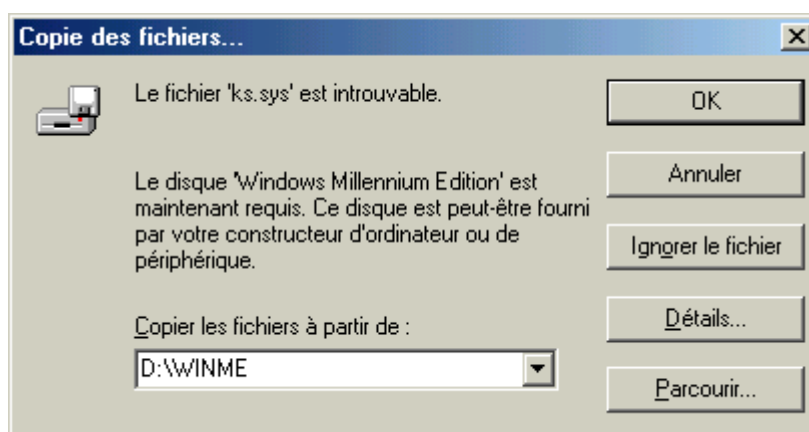 Copie des fichiers...
Le fichier 'ks.sys' est introuvable.
OK
Annuler
Le disque 'Windows Millennium Edition' est
maintenant requis. Ce disque est peut-être fourni
par votre constructeur d'ordinateur ou de
périphérique.
Ignorer le fichier
Détails...
Copier les fichiers à partir de :
D:\WINME
Parcourir...